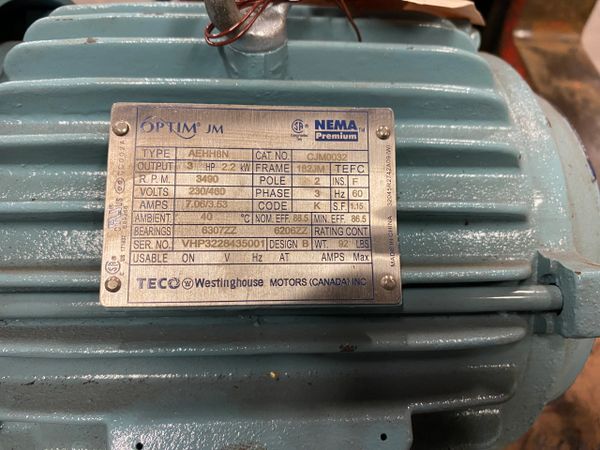 OPTIM® JM
NEMA Premium™
TYPE AEHH8N CAT. NO. CJM0032
OUTPUT 3 HP 2.2 kW FRAME 182JM TEFC
R.P.M. 3490 POLE 2 INS. F
VOLTS 230/460 PHASE 3 Hz 60
AMPS 7.06/3.53 CODE K S.F. 1.15
AMBIENT 40 °C NOM. EFF. 88.5 MIN. EFF. 86.5
BEARINGS 6307ZZ 6206ZZ RATING CONT
SER. NO. VHP3228435001 DESIGN B WT. 92 LBS
USABLE ON V Hz AT AMPS Max
TECO Westinghouse MOTORS (CANADA) INC
MADE IN CHINA